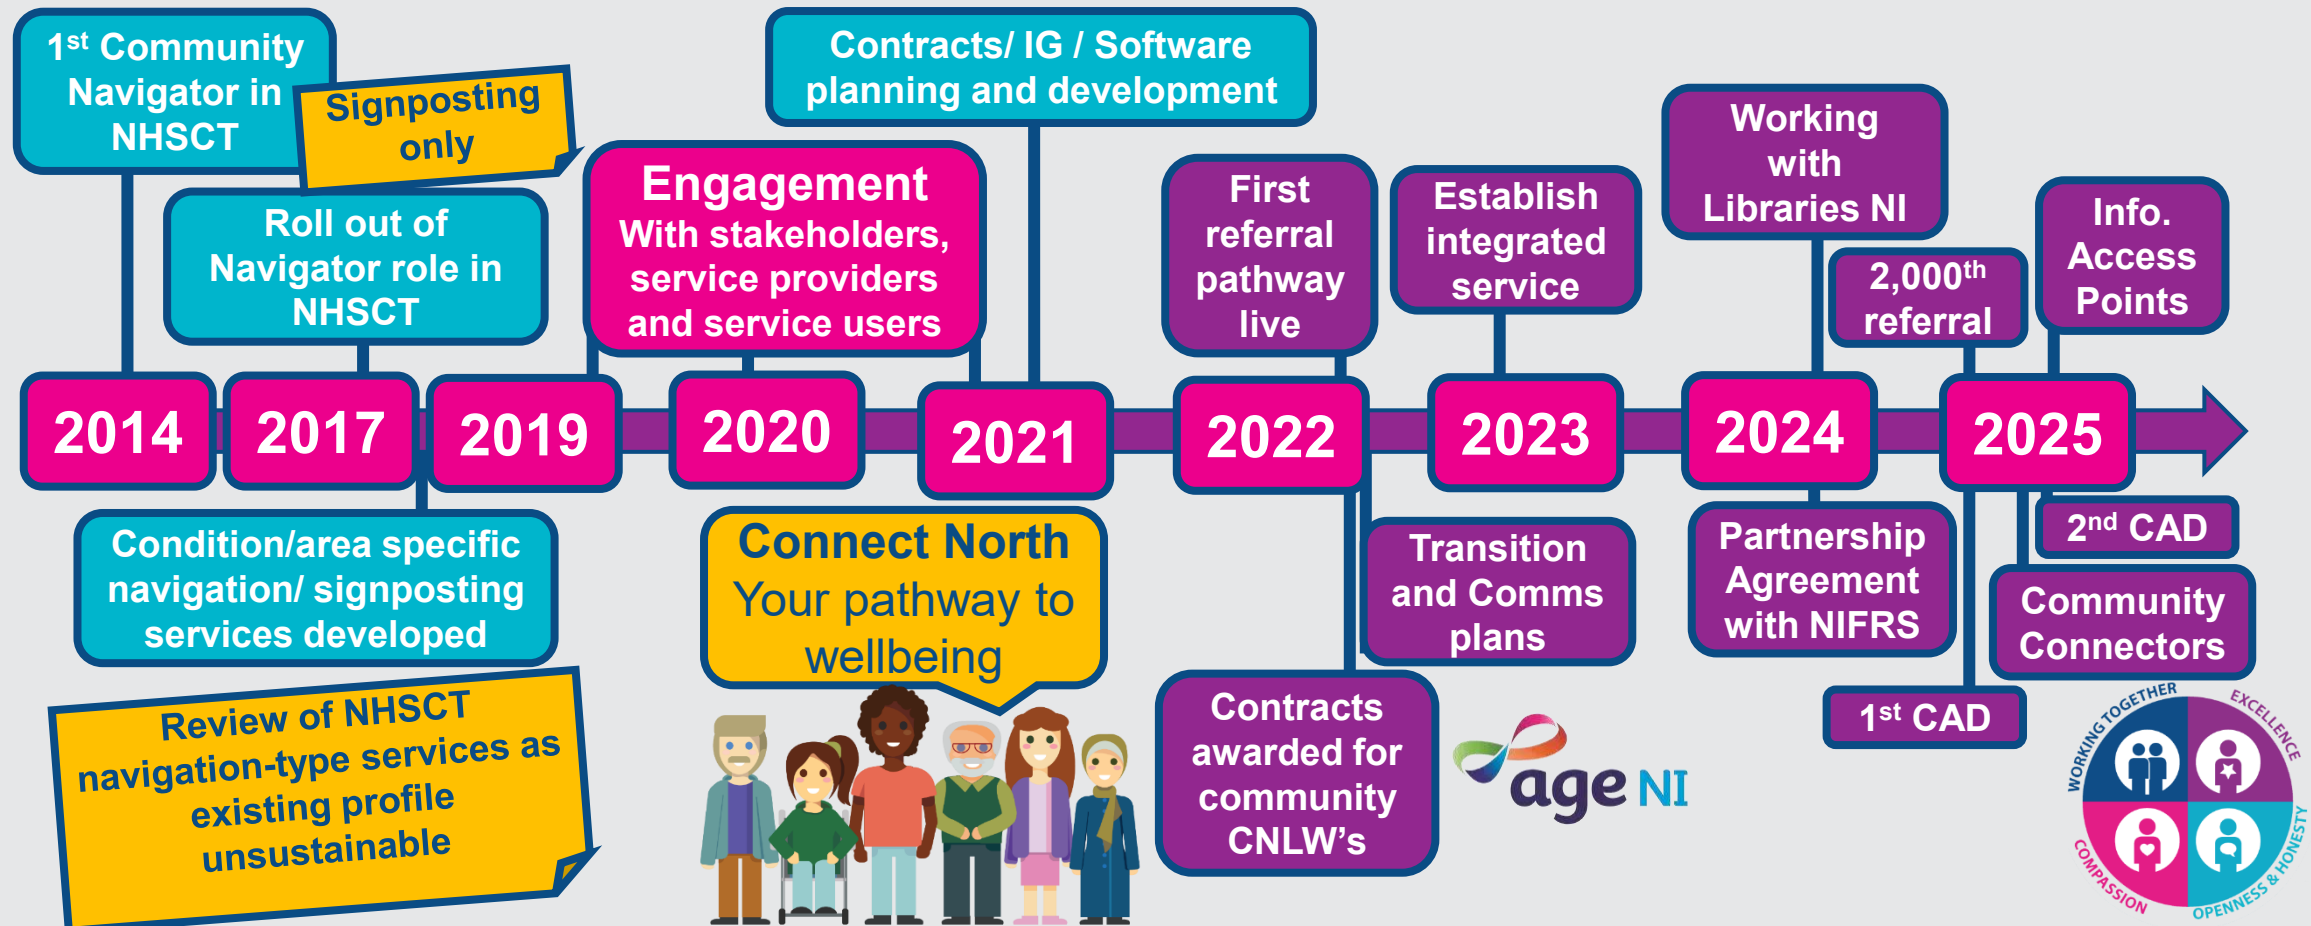 1st Community
Navigator in
NHSCT
Signposting
only
Roll out of
Navigator role in
NHSCT
Engagement
With stakeholders,
service providers
and service users
Contracts/ IG / Software
planning and development
First
referral
pathway
live
Establish
integrated
service
Working
with
Libraries NI
2,000th
referral
Info.
Access
Points
2014
2017
2019
2020
2021
2022
2023
2024
2025
Condition/area specific
navigation/ signposting
services developed
Review of NHSCT
navigation-type services as
existing profile
unsustainable
Connect North
Your pathway to
wellbeing
Contracts
awarded for
community
CNLW's
Transition
and Comms
plans
age NI
Partnership
Agreement
with NIFRS
1st CAD
2nd CAD
Community
Connectors
WORKING TOGETHER
EXCELLENCE
COMPASSION
OPENNESS & HONESTY